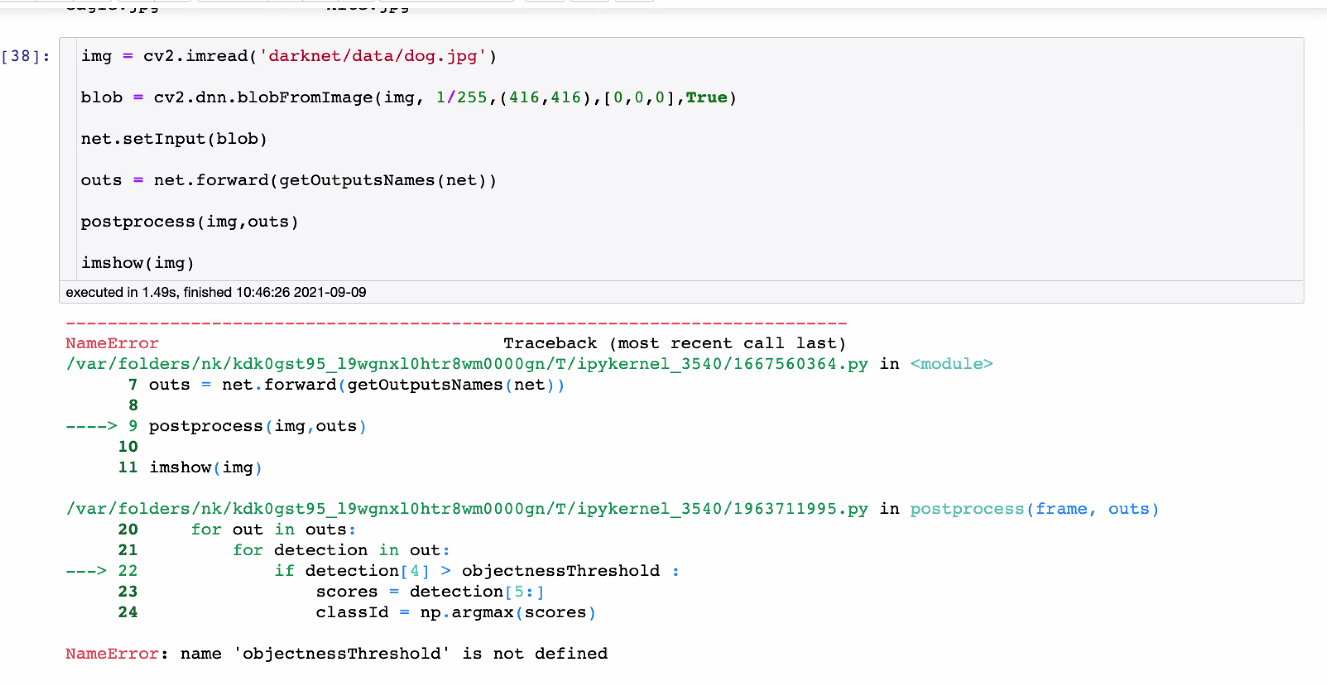 [38]:
img = cv2.imread('darknet/data/dog.jpg')
blob = cv2.dnn.blobFromImage(img, 1/255,(416,416),[0,0,0],True)
net.setInput(blob)
outs = net.forward(getOutputsNames(net))
postprocess(img,outs)
imshow(img)
executed in 1.49s, finished 10:46:26 2021-09-09
---------------------------------------------------------------------------
NameError                                 Traceback (most recent call last)
/var/folders/nk/kdk0gst95_l9wgnxl0htr8wm0000gn/T/ipykernel_3540/1667560364.py in <module>
      7 outs = net.forward(getOutputsNames(net))
      8
----> 9 postprocess(img,outs)
     10
     11 imshow(img)
/var/folders/nk/kdk0gst95_l9wgnxl0htr8wm0000gn/T/ipykernel_3540/1963711995.py in postprocess(frame, outs)
     20     for out in outs:
     21         for detection in out:
---> 22             if detection[4] > objectnessThreshold :
     23                 scores = detection[5:]
     24                 classId = np.argmax(scores)
NameError: name 'objectnessThreshold' is not defined